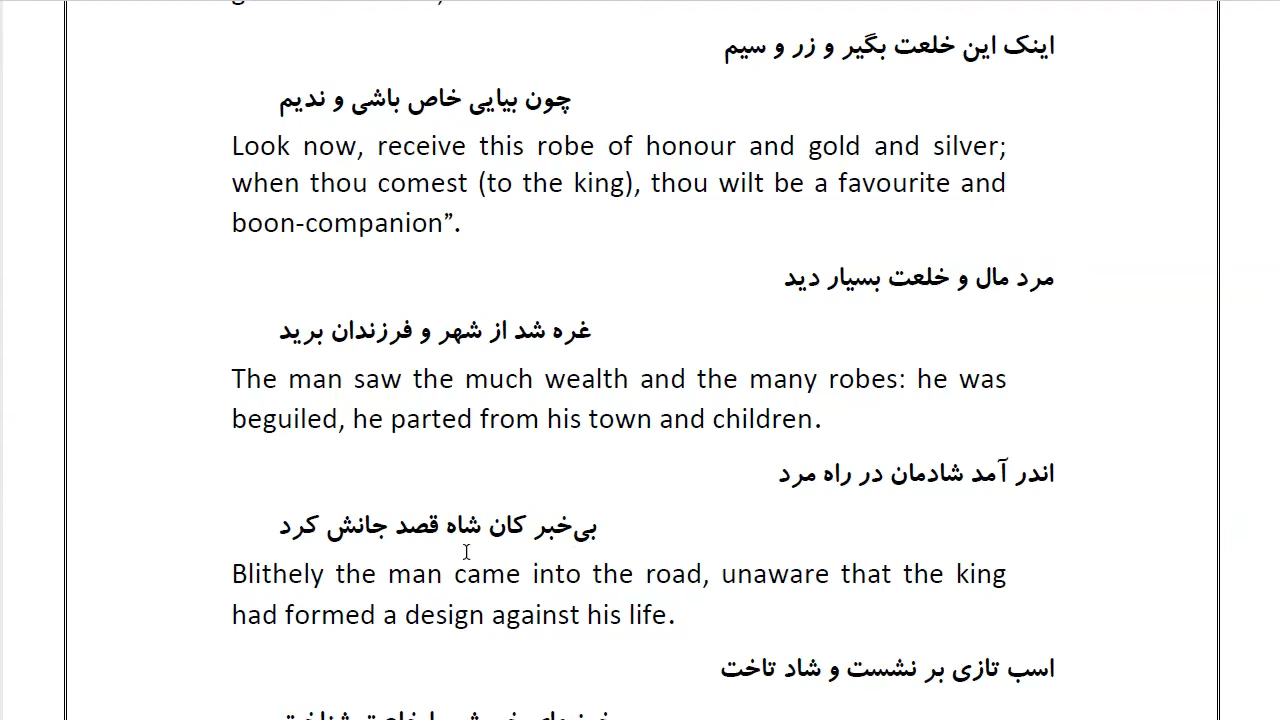 اینک این خلعت بگیر و زر و سیم
چون بیایی خاص باشی و ندیم
Look now, receive this robe of honour and gold and silver;
when thou comest (to the king), thou wilt be a favourite and
boon-companion”.
مرد مال و خلعت بسیار دید
غره شد از شهر و فرزندان برید
The man saw the much wealth and the many robes: he was
beguiled, he parted from his town and children.
اندر آمد شادمان در راه مرد
بی‌خبر کان شاه قصد جانش کرد
Blithely the man came into the road, unaware that the king
had formed a design against his life.
اسب تازی بر نشست و شاد تاخت